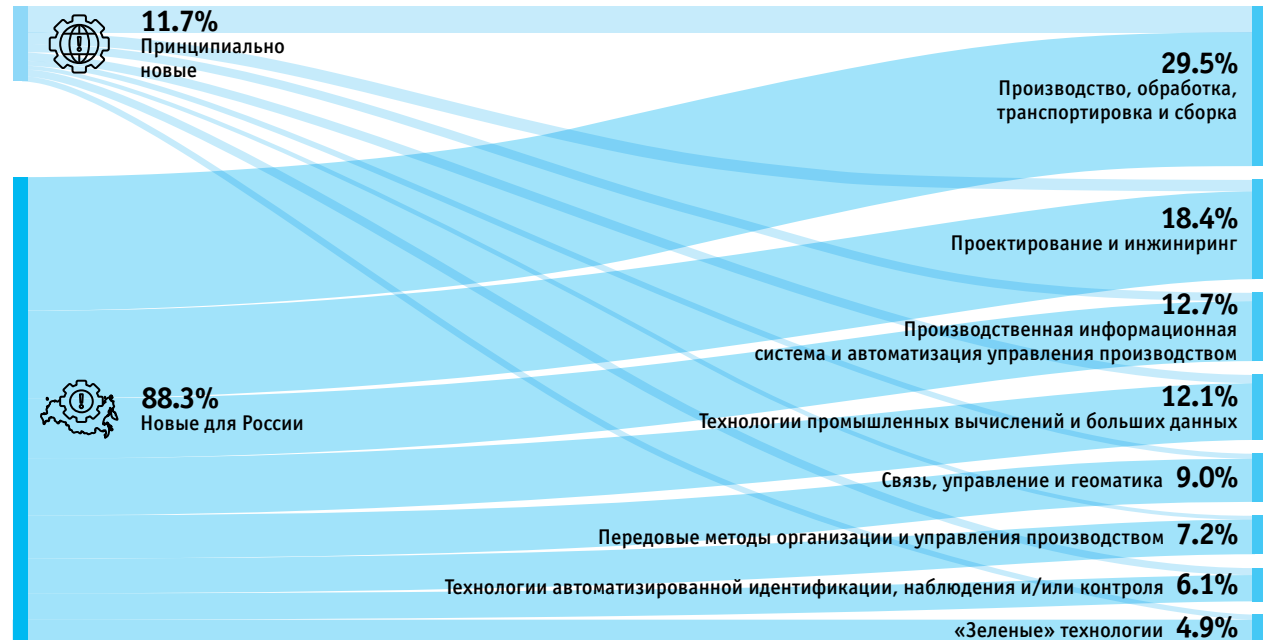 11.7%
Принципиально
новые
88.3%
Новые для России
29.5%
Производство, обработка,
транспортировка и сборка
18.4%
Проектирование и инжиниринг
12.7%
Производственная информационная
система и автоматизация управления производством
12.1%
Технологии промышленных вычислений и больших данных
Связь, управление и геоматика 9.0%
Передовые методы организации и управления производством 7.2%
Технологии автоматизированной идентификации, наблюдения и/или контроля 6.1%
«Зеленые» технологии 4.9%